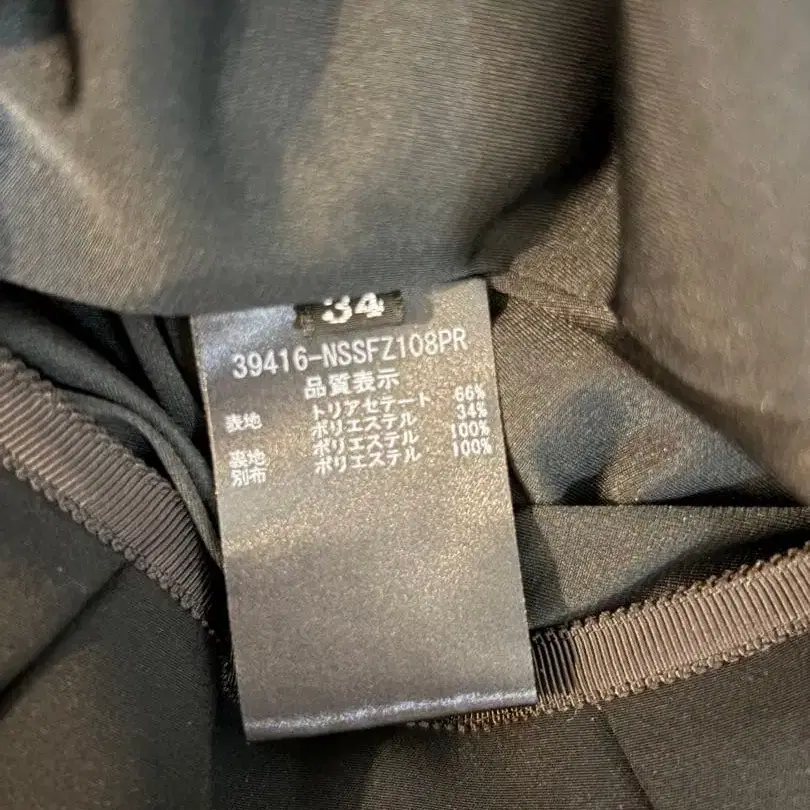 34
39416-NSSFZ108PR
品質表示
表地 トリアセテート 66%
ポリエステル 34%
裏地 ポリエステル 100%
別布 ポリエステル 100%